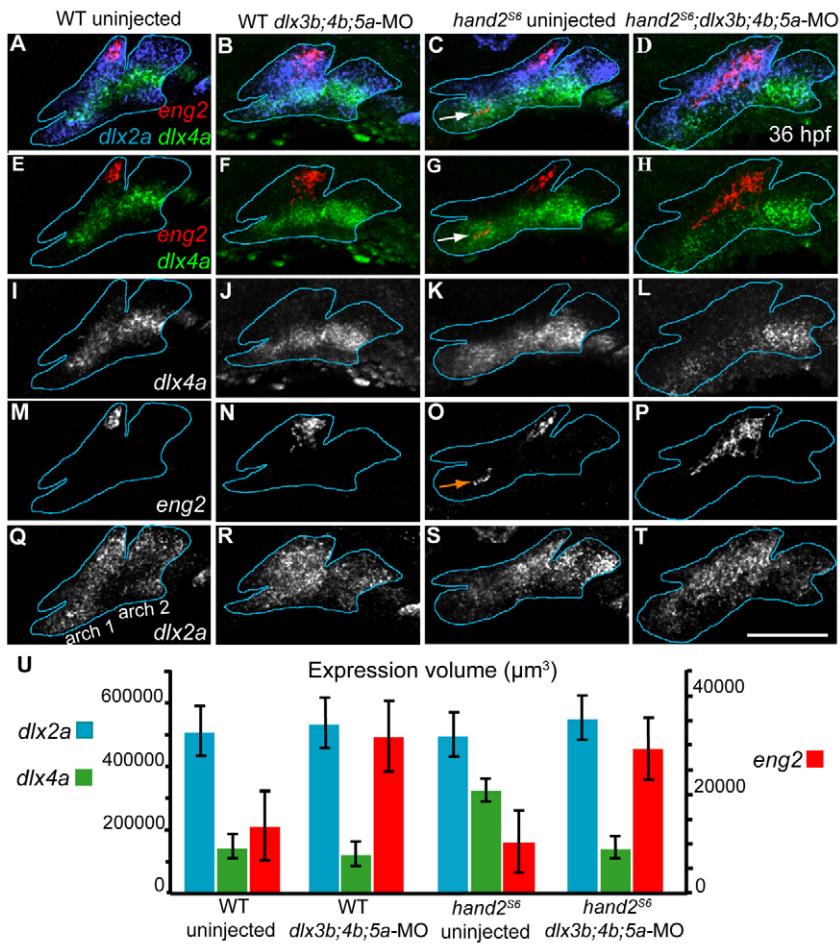 WT uninjected WT dlx3b;4b;5a-MO hand2S6 uninjected hand2S6;dlx3b;4b;5a-MO
A B C D
eng2
dlx2a dlx4a
36 hpf
E F G H
eng2
dlx4a
I J K L
dlx4a
M N O P
eng2
Q R S T
arch 1 arch 2
dlx2a
U Expression volume (µm³)
600000 40000
dlx2a
400000
dlx4a eng2
20000
200000
0 0
WT WT hand2S6 hand2S6
uninjected dlx3b;4b;5a-MO uninjected dlx3b;4b;5a-MO